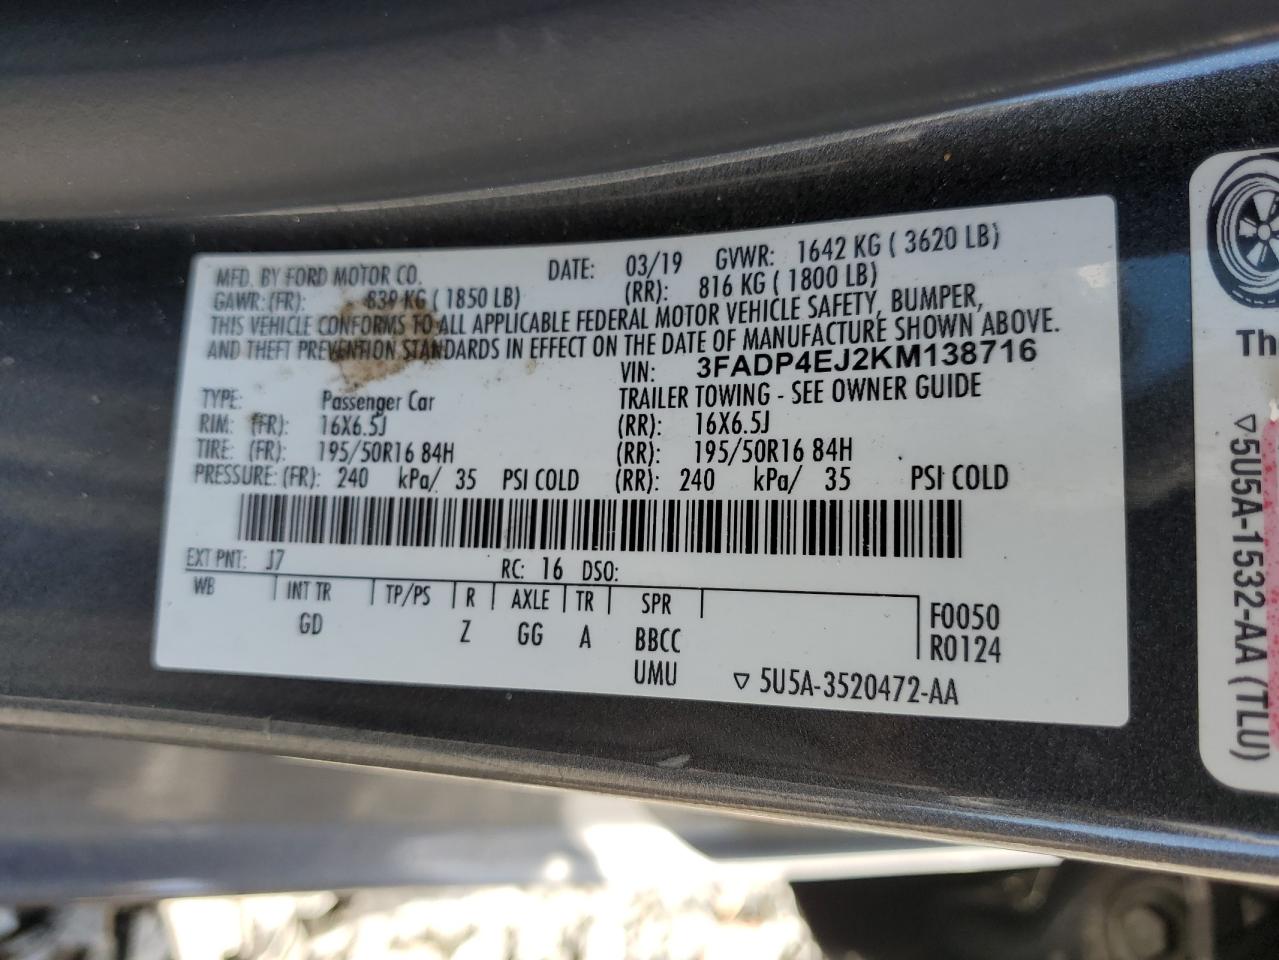 MFD. BY FORD MOTOR CO. DATE: 03/19 GVWR: 1642 KG ( 3620 LB)
GAWR: (FR): 839 KG ( 1850 LB) (RR): 816 KG ( 1800 LB)
THIS VEHICLE CONFORMS TO ALL APPLICABLE FEDERAL MOTOR VEHICLE SAFETY, BUMPER,
AND THEFT PREVENTION STANDARDS IN EFFECT ON THE DATE OF MANUFACTURE SHOWN ABOVE.
VIN: 3FADP4EJ2KM138716
TYPE: Passenger Car TRAILER TOWING - SEE OWNER GUIDE
RIM: (FR): 16X6.5J (RR): 16X6.5J
TIRE: (FR): 195/50R16 84H (RR): 195/50R16 84H
PRESSURE: (FR): 240 kPa/ 35 PSI COLD (RR): 240 kPa/ 35 PSI COLD
EXT PNT: J7 RC: 16 DSO:
WB INT TR TP/PS R AXLE TR SPR F0050
GD Z GG A BBCC R0124
UMU ▽ 5U5A-3520472-AA
Th
▽5U5A-1532-AA (TLU)